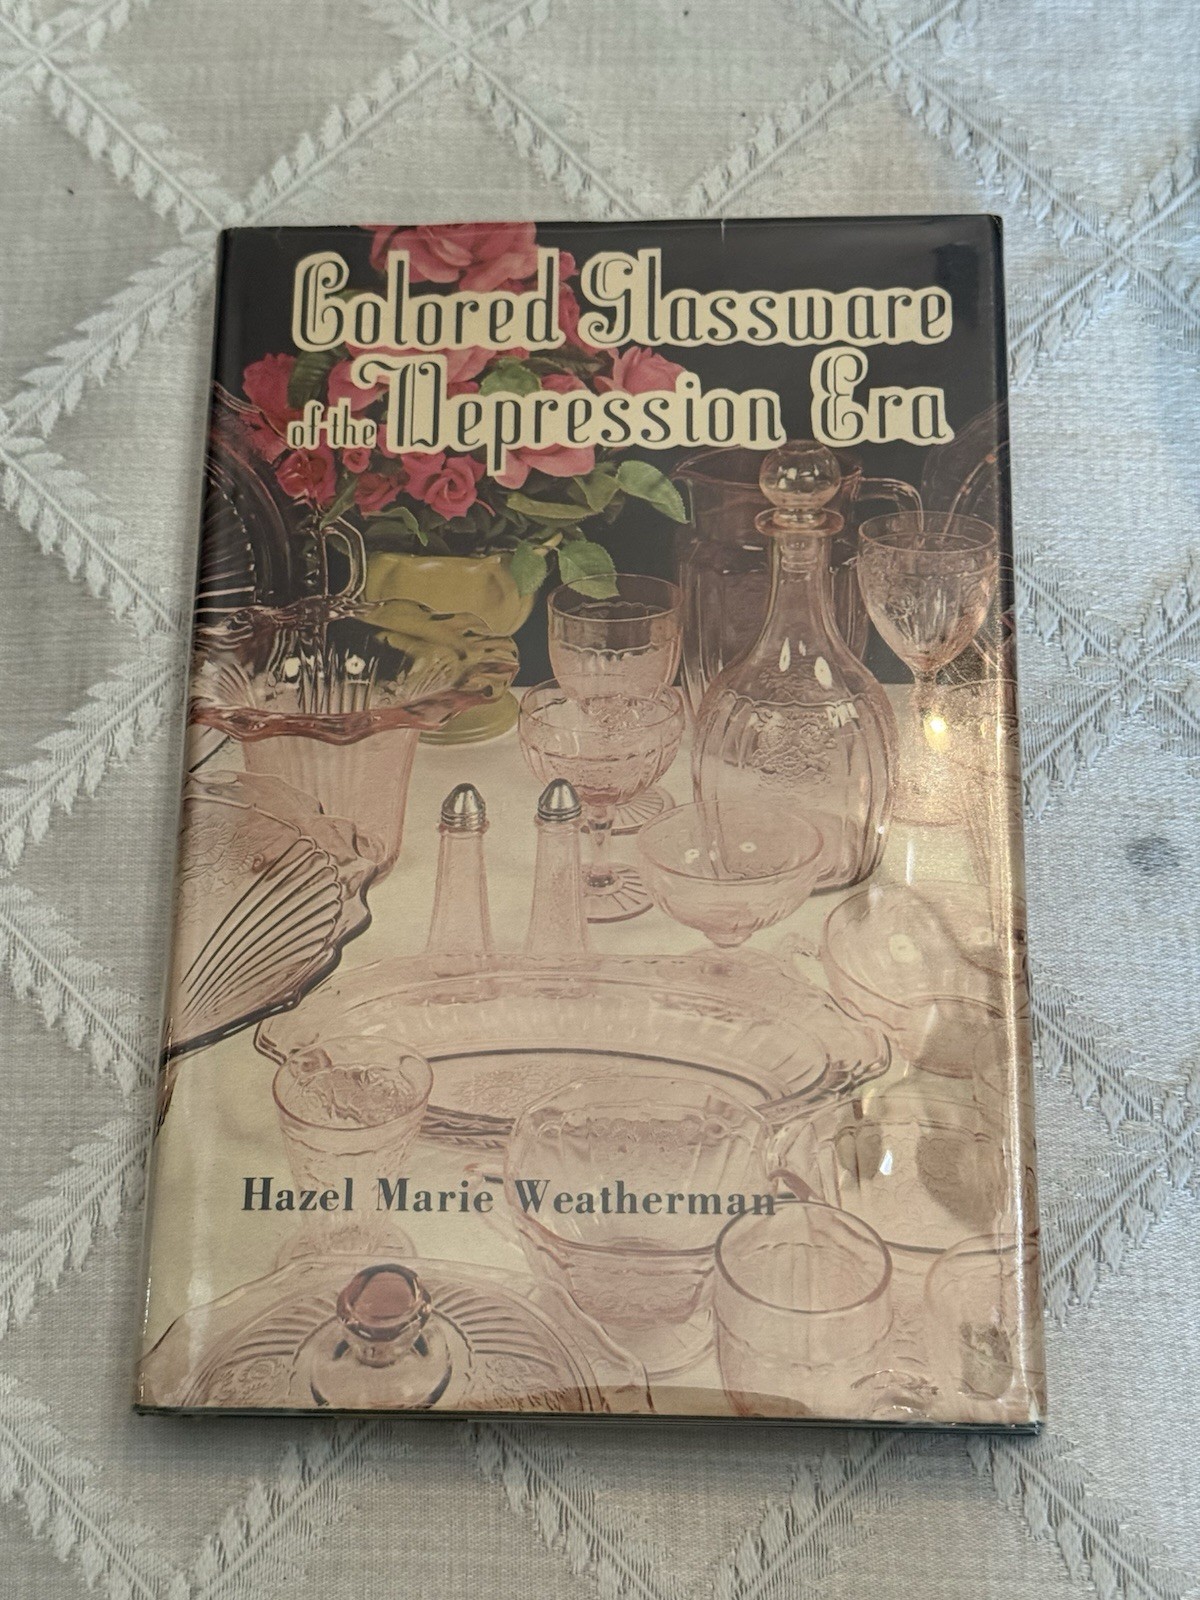 Colored Glassware
of the Depression Era
Hazel Marie Weatherman